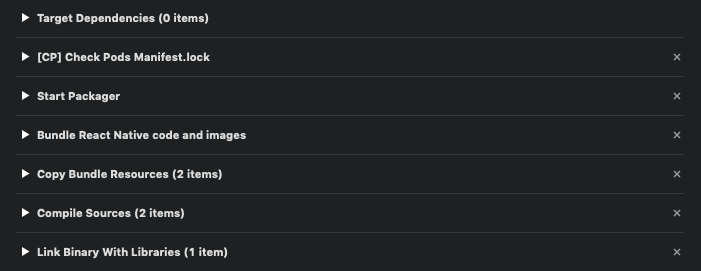 Target Dependencies (0 items)
[CP] Check Pods Manifest.lock
Start Packager
Bundle React Native code and images
Copy Bundle Resources (2 items)
Compile Sources (2 items)
Link Binary With Libraries (1 item)